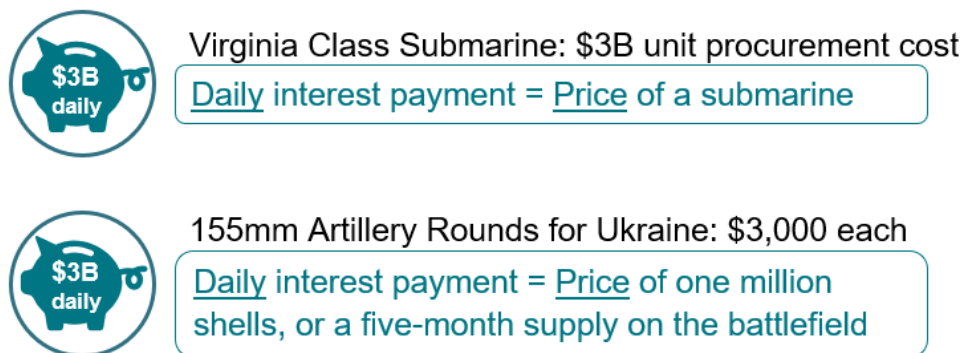 $3B
daily
Virginia Class Submarine: $3B unit procurement cost
Daily interest payment = Price of a submarine
$3B
daily
155mm Artillery Rounds for Ukraine: $3,000 each
Daily interest payment = Price of one million
shells, or a five-month supply on the battlefield